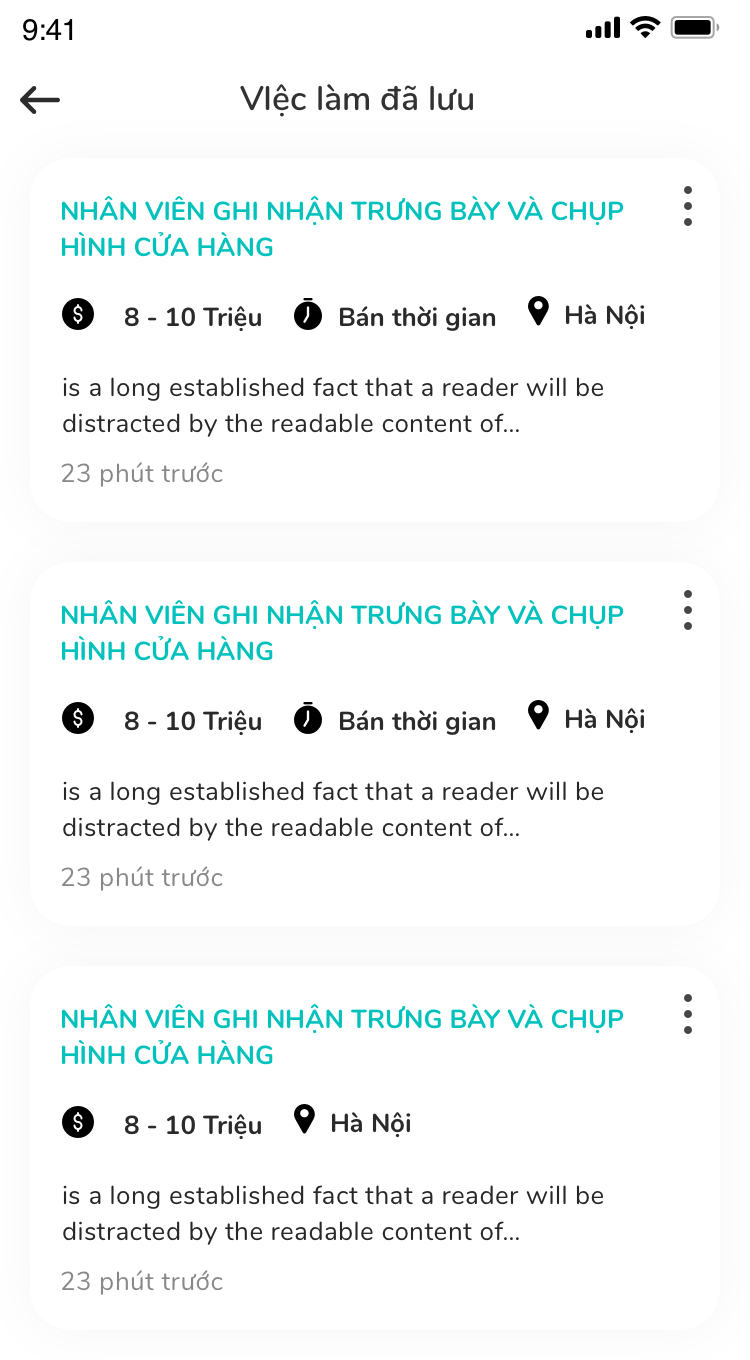 9:41
VIệc làm đã lưu
NHÂN VIÊN GHI NHẬN TRƯNG BÀY VÀ CHỤP
HÌNH CỬA HÀNG
$ 8 - 10 Triệu Bán thời gian Hà Nội
is a long established fact that a reader will be
distracted by the readable content of...
23 phút trước
NHÂN VIÊN GHI NHẬN TRƯNG BÀY VÀ CHỤP
HÌNH CỬA HÀNG
$ 8 - 10 Triệu Bán thời gian Hà Nội
is a long established fact that a reader will be
distracted by the readable content of...
23 phút trước
NHÂN VIÊN GHI NHẬN TRƯNG BÀY VÀ CHỤP
HÌNH CỬA HÀNG
$ 8 - 10 Triệu Hà Nội
is a long established fact that a reader will be
distracted by the readable content of...
23 phút trước